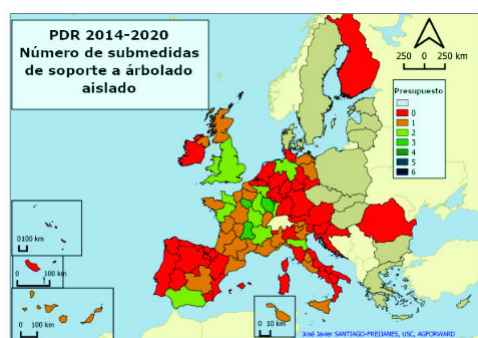 PDR 2014-2020
Número de submedidas
de soporte a árbolado
aislado
250 0 250 km
Presupuesto
0
1
2
3
4
5
6
0 100 km
0 100 km
0 100 km
0 10 km
José Javier SANTIAGO-FREIJANES, USC, AGFORWARD